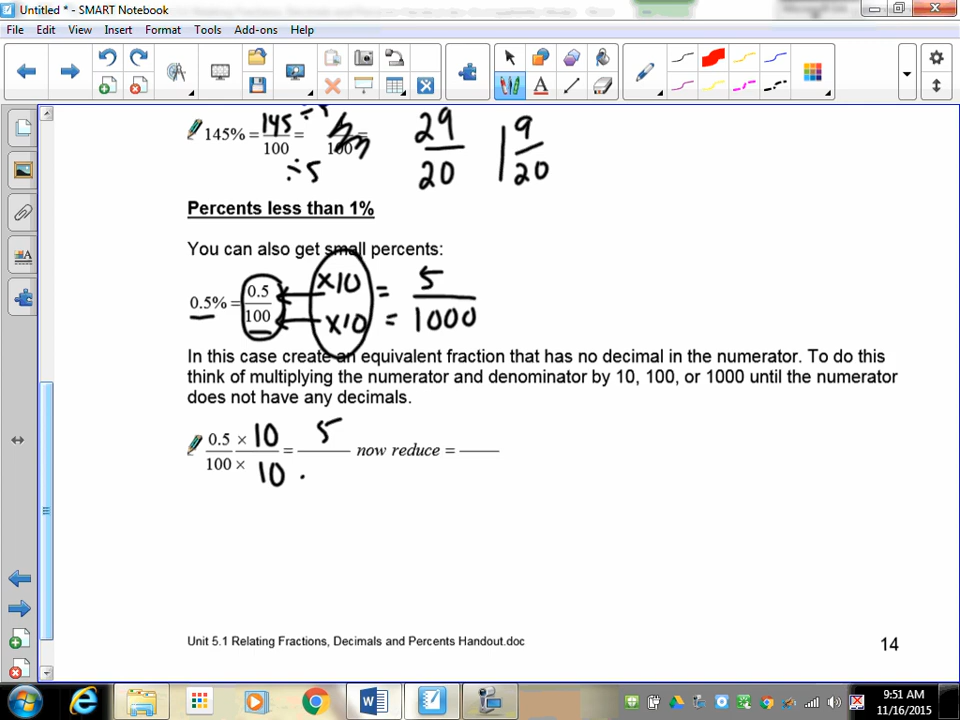 Untitled * - SMART Notebook
File Edit View Insert Format Tools Add-ons Help
145% = 145/100 = ÷5 100 = 29/20 1 9/20
Percents less than 1%
You can also get small percents:
0.5% = 0.5/100 ×10/×10 = 5/1000
In this case create an equivalent fraction that has no decimal in the numerator. To do this
think of multiplying the numerator and denominator by 10, 100, or 1000 until the numerator
does not have any decimals.
0.5 × 10 = 5 now reduce =
100 × 10
Unit 5.1 Relating Fractions, Decimals and Percents Handout.doc
14
9:51 AM
11/16/2015